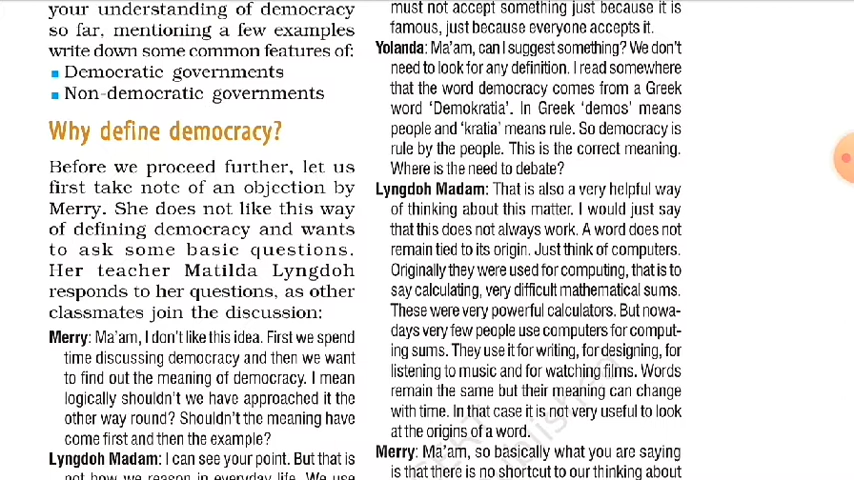 your understanding of democracy
so far, mentioning a few examples
write down some common features of:
▪ Democratic governments
▪ Non-democratic governments
Why define democracy?
Before we proceed further, let us
first take note of an objection by
Merry. She does not like this way
of defining democracy and wants
to ask some basic questions.
Her teacher Matilda Lyngdoh
responds to her questions, as other
classmates join the discussion:
Merry: Ma'am, I don't like this idea. First we spend
time discussing democracy and then we want
to find out the meaning of democracy. I mean
logically shouldn't we have approached it the
other way round? Shouldn't the meaning have
come first and then the example?
Lyngdoh Madam: I can see your point. But that is
not how we reason in everyday life. We use
must not accept something just because it is
famous, just because everyone accepts it.
Yolanda: Ma'am, can I suggest something? We don't
need to look for any definition. I read somewhere
that the word democracy comes from a Greek
word 'Demokratia'. In Greek 'demos' means
people and 'kratia' means rule. So democracy is
rule by the people. This is the correct meaning.
Where is the need to debate?
Lyngdoh Madam: That is also a very helpful way
of thinking about this matter. I would just say
that this does not always work. A word does not
remain tied to its origin. Just think of computers.
Originally they were used for computing, that is to
say calculating, very difficult mathematical sums.
These were very powerful calculators. But nowa-
days very few people use computers for comput-
ing sums. They use it for writing, for designing, for
listening to music and for watching films. Words
remain the same but their meaning can change
with time. In that case it is not very useful to look
at the origins of a word.
Merry: Ma'am, so basically what you are saying
is that there is no shortcut to our thinking about